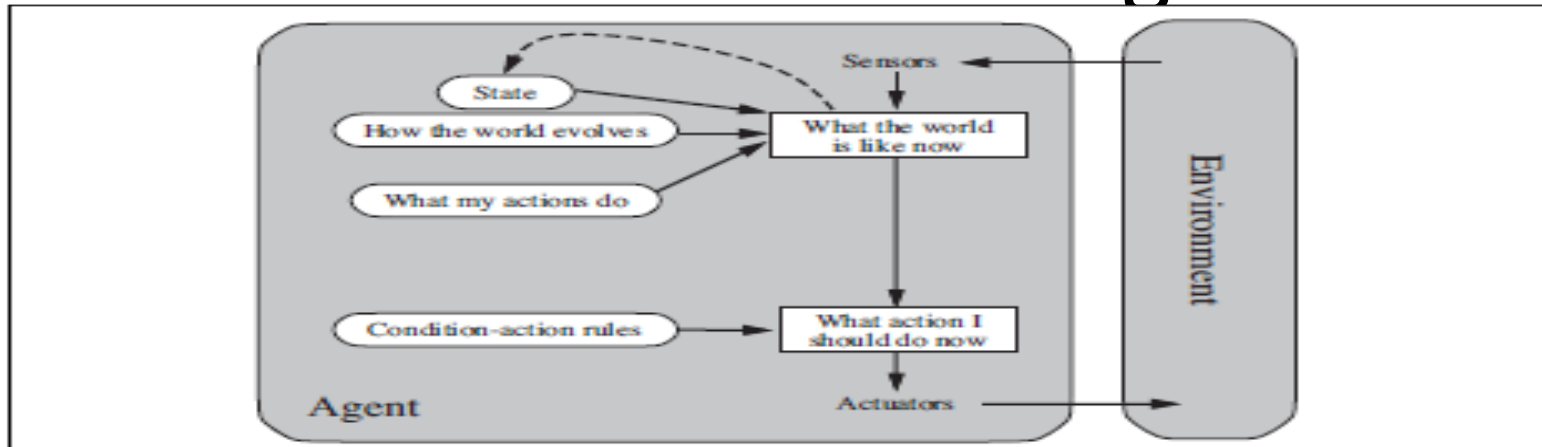 Sensors
State
How the world evolves
What the world
is like now
What my actions do
Environment
Condition-action rules
What action I
should do now
Agent
Actuators